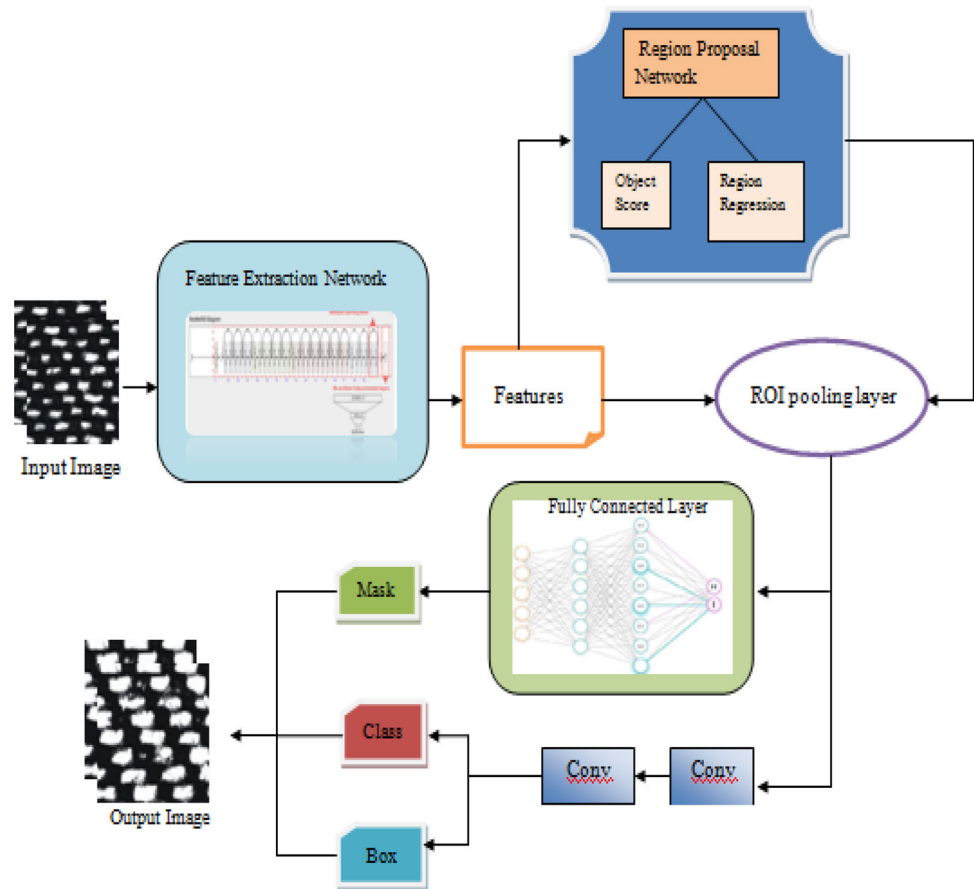 Region Proposal
Network
Object
Score
Region
Regression
Feature Extraction Network
Input Image
Features
ROI pooling layer
Fully Connected Layer
Mask
Class
Conv
Conv
Box
Output Image